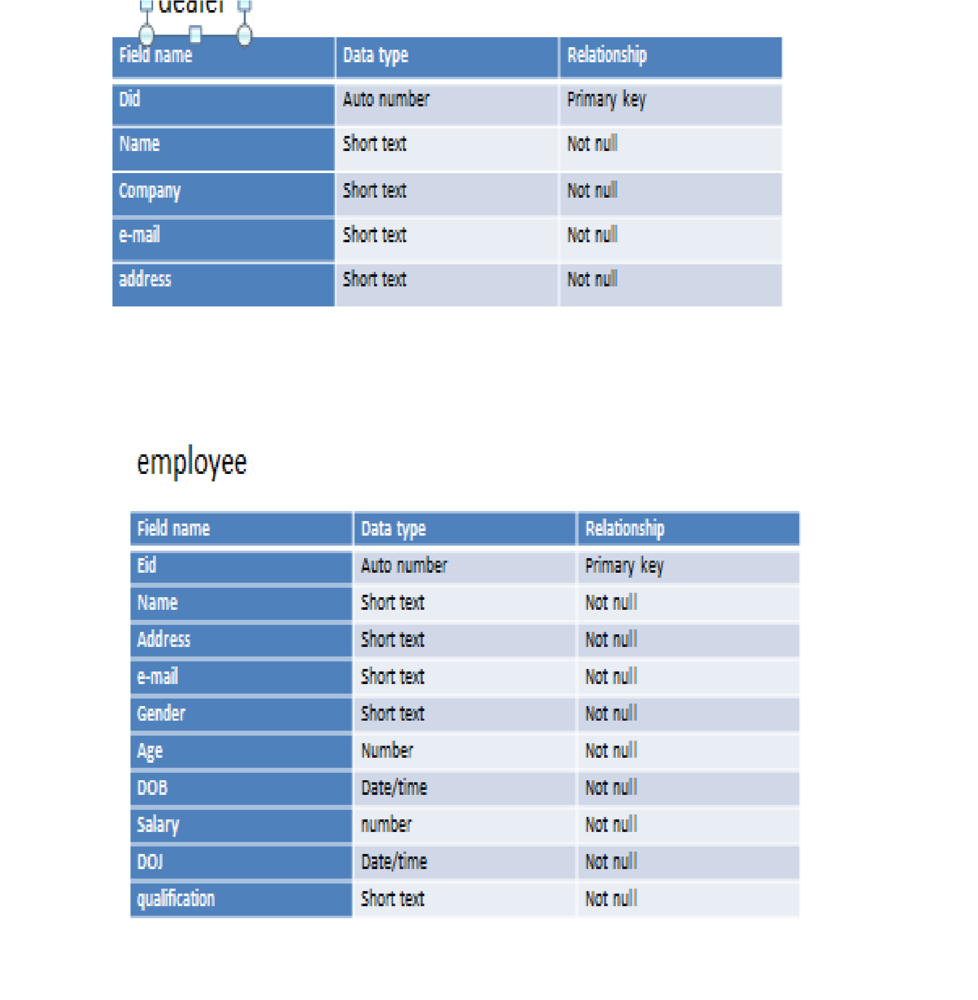 dealer
Field name Data type Relationship
Did Auto number Primary key
Name Short text Not null
Company Short text Not null
e-mail Short text Not null
address Short text Not null
employee
Field name Data type Relationship
Eid Auto number Primary key
Name Short text Not null
Address Short text Not null
e-mail Short text Not null
Gender Short text Not null
Age Number Not null
DOB Date/time Not null
Salary number Not null
DOJ Date/time Not null
qualification Short text Not null